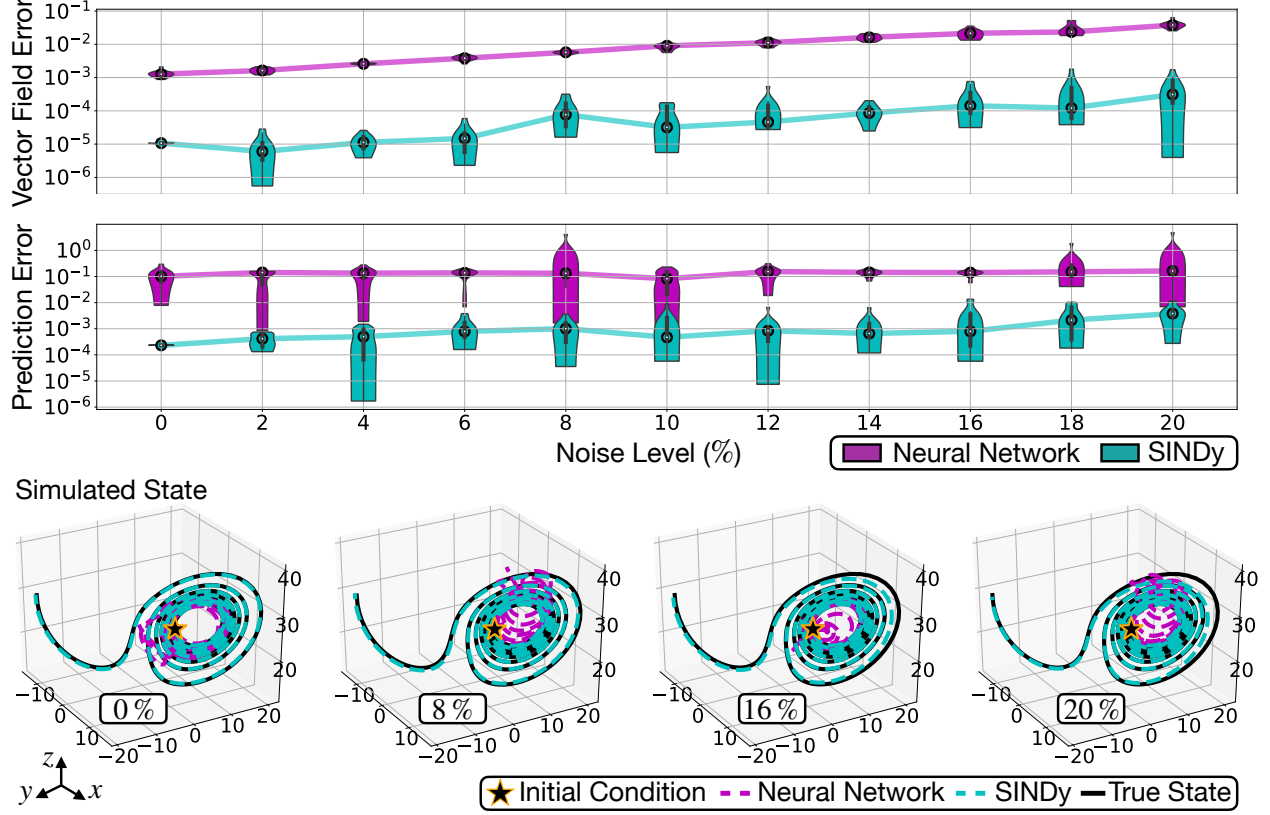 Vector Field Error
10⁻¹
10⁻²
10⁻³
10⁻⁴
10⁻⁵
10⁻⁶
Prediction Error
10⁰
10⁻¹
10⁻²
10⁻³
10⁻⁴
10⁻⁵
10⁻⁶
0 2 4 6 8 10 12 14 16 18 20
Noise Level (%)
Neural Network SINDy
Simulated State
40 30 20
−10 0 10
−20 −10 0 10 20
0 %
40 30 20
−10 0 10
−20 −10 0 10 20
8 %
40 30 20
−10 0 10
−20 −10 0 10 20
16 %
40 30 20
−10 0 10
−20 −10 0 10 20
20 %
z
y x
Initial Condition Neural Network SINDy True State